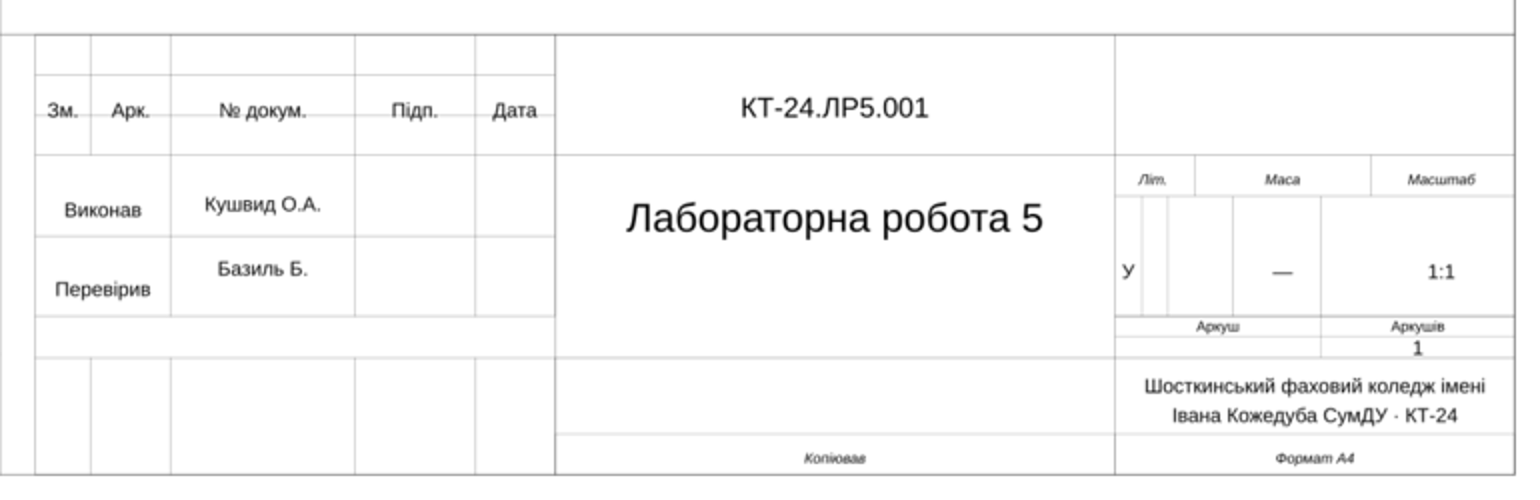 Зм. Арк. № докум. Підп. Дата
КТ-24.ЛР5.001
Літ. Маса Масштаб
Виконав Кушвид О.А.
Лабораторна робота 5
Перевірив Базиль Б.
У — 1:1
Аркуш Аркушів
1
Шосткинський фаховий коледж імені
Івана Кожедуба СумДУ · КТ-24
Копіював
Формат А4